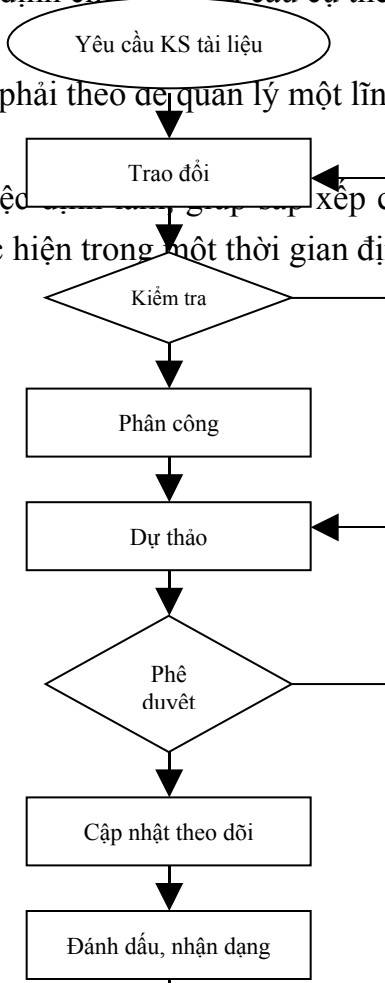 Yêu cầu KS tài liệu
phải theo để quản lý một lĩn
Trao đổi
xếp c
hiện trong một thời gian đị
Kiểm tra
Phân công
Dự thảo
Phê
duyệt
Cập nhật theo dõi
Đánh dấu, nhận dạng